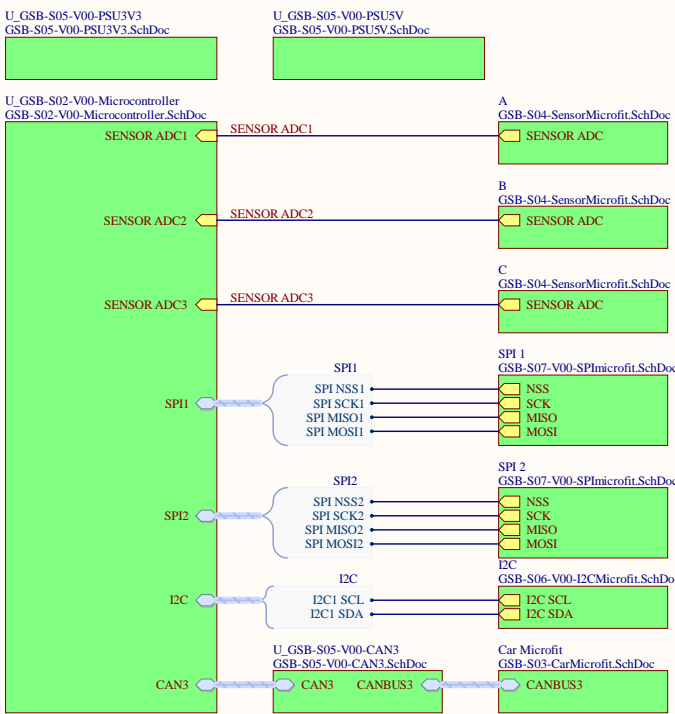 U_GSB-S05-V00-PSU3V3
GSB-S05-V00-PSU3V3.SchDoc
U_GSB-S05-V00-PSU5V
GSB-S05-V00-PSU5V.SchDoc
U_GSB-S02-V00-Microcontroller
GSB-S02-V00-Microcontroller.SchDoc
SENSOR ADC1
SENSOR ADC1
A
GSB-S04-SensorMicrofit.SchDoc
SENSOR ADC
SENSOR ADC2
SENSOR ADC2
B
GSB-S04-SensorMicrofit.SchDoc
SENSOR ADC
SENSOR ADC3
SENSOR ADC3
C
GSB-S04-SensorMicrofit.SchDoc
SENSOR ADC
SPI1
SPI1
SPI NSS1
SPI SCK1
SPI MISO1
SPI MOSI1
SPI 1
GSB-S07-V00-SPImicrofit.SchDoc
NSS
SCK
MISO
MOSI
SPI2
SPI2
SPI NSS2
SPI SCK2
SPI MISO2
SPI MOSI2
SPI 2
GSB-S07-V00-SPImicrofit.SchDoc
NSS
SCK
MISO
MOSI
I2C
I2C
I2C1 SCL
I2C1 SDA
I2C
GSB-S06-V00-I2CMicrofit.SchDo
I2C SCL
I2C SDA
CAN3
U_GSB-S05-V00-CAN3
GSB-S05-V00-CAN3.SchDoc
CAN3
CANBUS3
Car Microfit
GSB-S03-CarMicrofit.SchDoc
CANBUS3